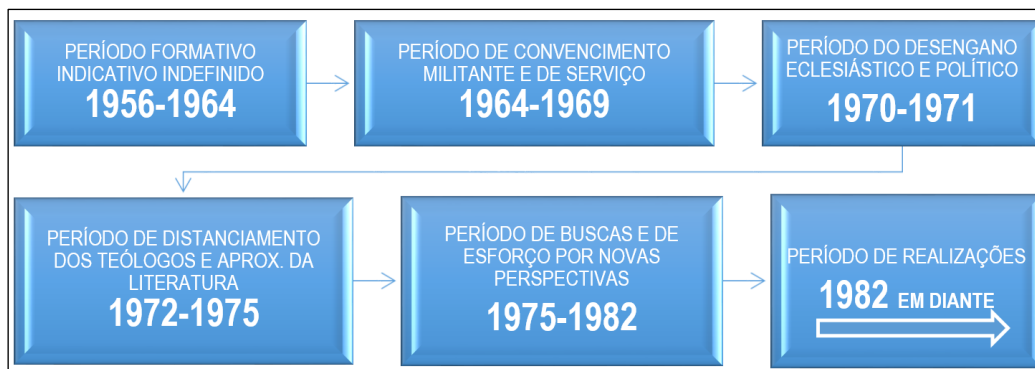 PERÍODO FORMATIVO
INDICATIVO INDEFINIDO
1956-1964
PERÍODO DE CONVENCIMENTO
MILITANTE E DE SERVIÇO
1964-1969
PERÍODO DO DESENGANO
ECLESIÁSTICO E POLÍTICO
1970-1971
PERÍODO DE DISTANCIAMENTO
DOS TEÓLOGOS E APROX. DA
LITERATURA
1972-1975
PERÍODO DE BUSCAS E DE
ESFORÇO POR NOVAS
PERSPECTIVAS
1975-1982
PERÍODO DE REALIZAÇÕES
1982 EM DIANTE